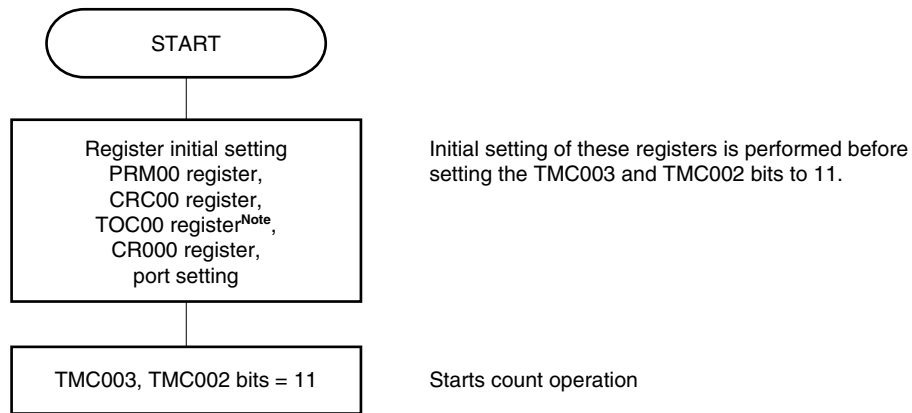 START
Register initial setting
PRM00 register,
CRC00 register,
TOC00 registerNote,
CR000 register,
port setting
Initial setting of these registers is performed before
setting the TMC003 and TMC002 bits to 11.
TMC003, TMC002 bits = 11
Starts count operation